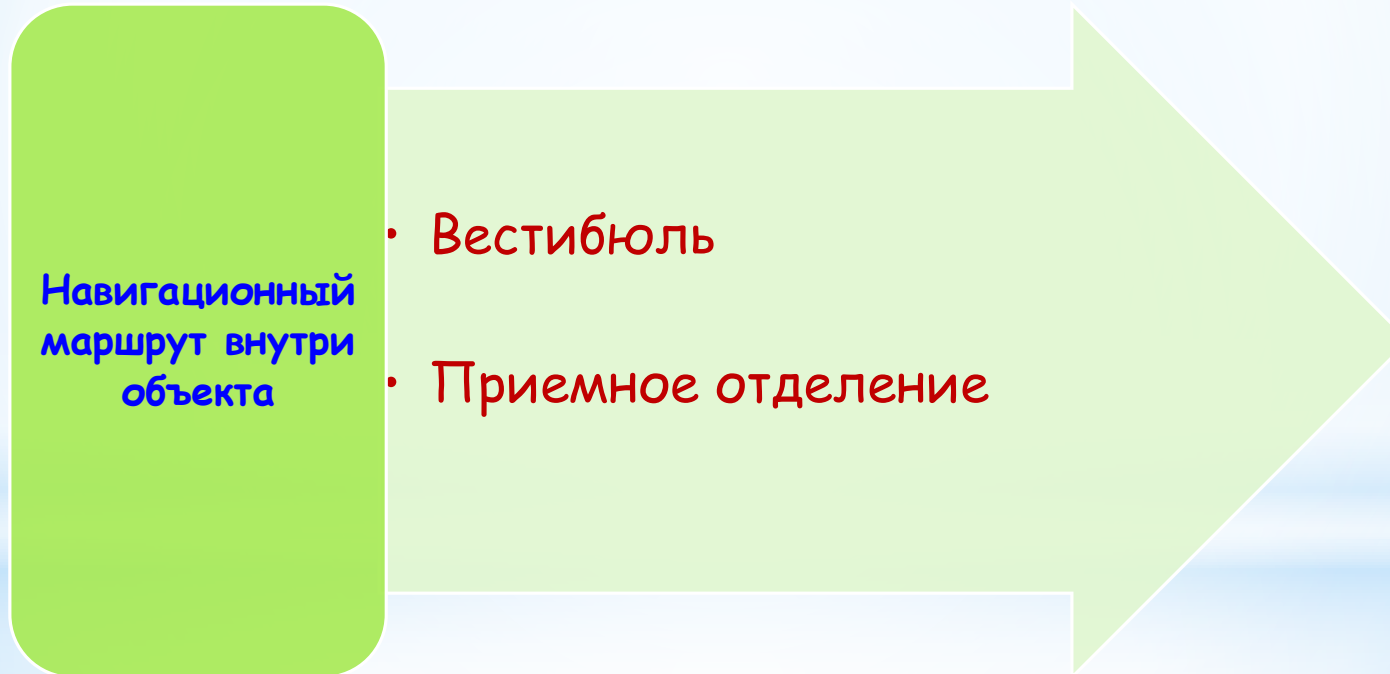 Навигационный
маршрут внутри
объекта
• Вестибюль
• Приемное отделение